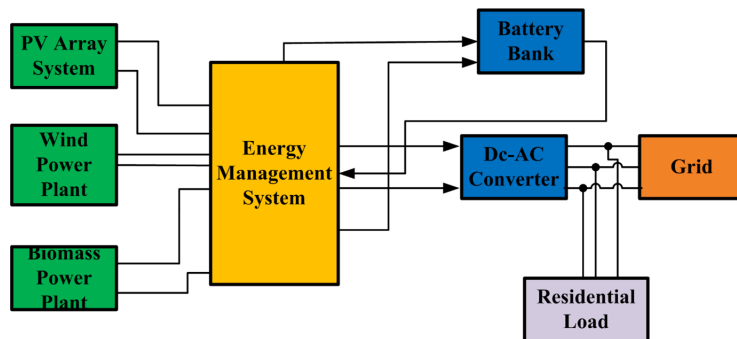 PV Array
System
Wind
Power
Plant
Biomass
Power
Plant
Energy
Management
System
Battery
Bank
Dc-AC
Converter
Grid
Residential
Load